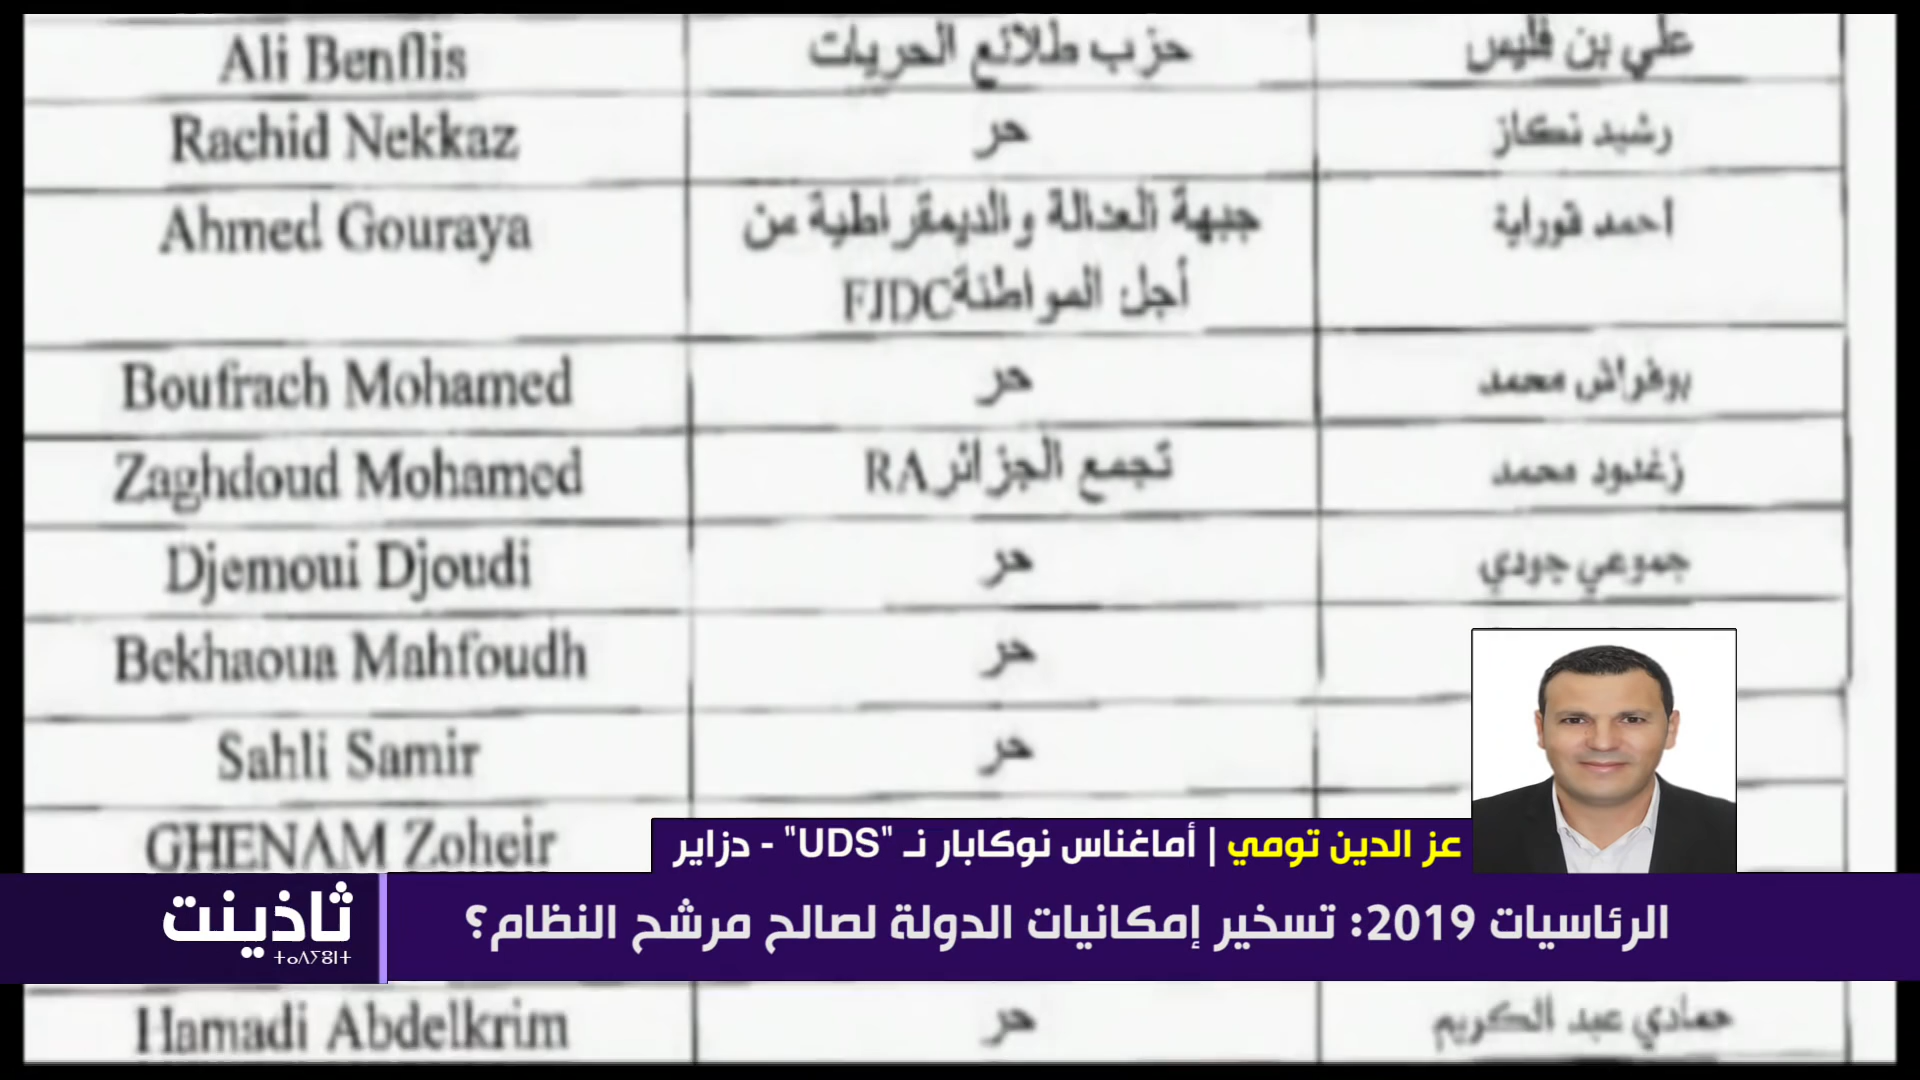 Ali Benflis حزب طلائع الحريات علي بن فليس
Rachid Nekkaz حر رشيد نكاز
Ahmed Gouraya جبهة العدالة والديمقراطية من أحمد قوراية
أجل المواطنة FJDC
Boufrach Mohamed حر بوفراش محمد
Zaghdoud Mohamed تجمع الجزائر RA زغدود محمد
Djemoui Djoudi حر جموعي جودي
Bekhaoua Mahfoudh حر
Sahli Samir حر
GHENAM Zoheir
عز الدين تومي | أماغناس نوكابار نـ "UDS" - دزاير
الرئاسيات 2019: تسخير إمكانيات الدولة لصالح مرشح النظام؟
ثاذينت
ⵜⴰⴷⵢⵓⵏⵜ
Hamadi Abdelkrim حر حمادي عبد الكريم